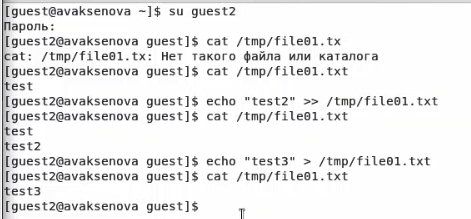 [guest@avaksenova ~]$ su guest2
Пароль:
[guest2@avaksenova guest]$ cat /tmp/file01.tx
cat: /tmp/file01.tx: Нет такого файла или каталога
[guest2@avaksenova guest]$ cat /tmp/file01.txt
test
[guest2@avaksenova guest]$ echo "test2" >> /tmp/file01.txt
[guest2@avaksenova guest]$ cat /tmp/file01.txt
test
test2
[guest2@avaksenova guest]$ echo "test3" > /tmp/file01.txt
[guest2@avaksenova guest]$ cat /tmp/file01.txt
test3
[guest2@avaksenova guest]$